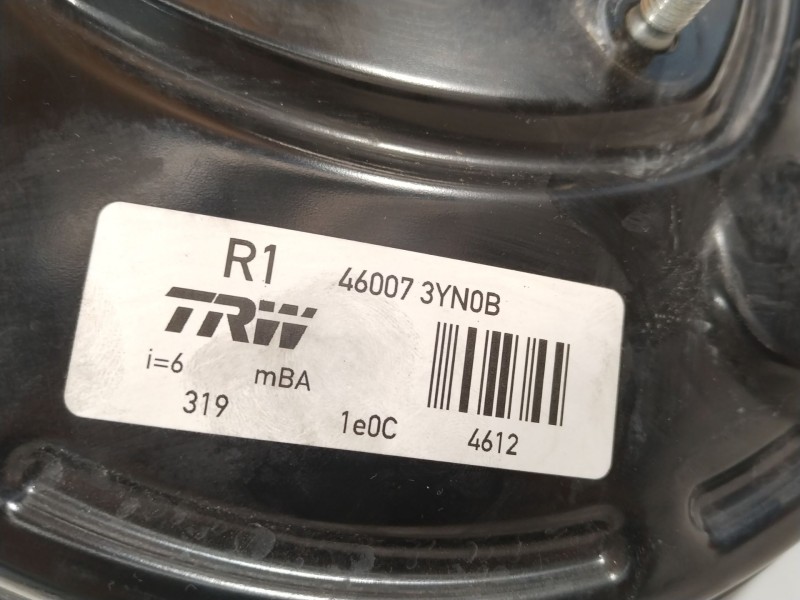 R1 46007 3YN0B
TRW
i=6 mBA
319 1e0C 4612